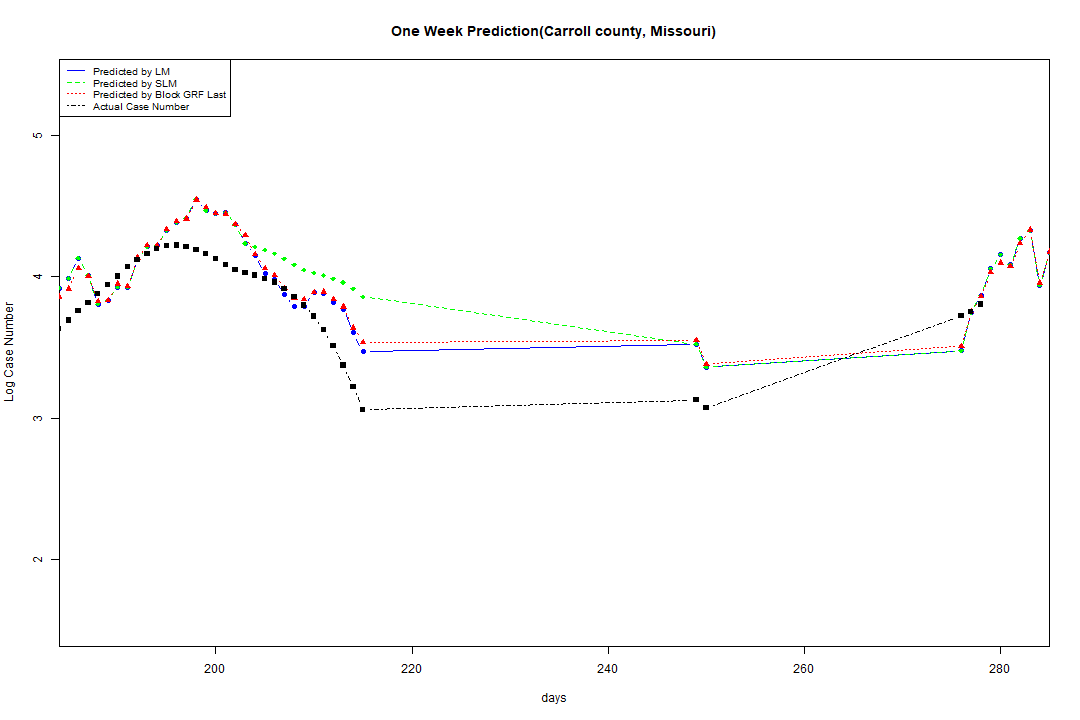 One Week Prediction(Carroll county, Missouri)
Predicted by LM
Predicted by SLM
Predicted by Block GRF Last
Actual Case Number
5
4
3
2
Log Case Number
200 220 240 260 280
days